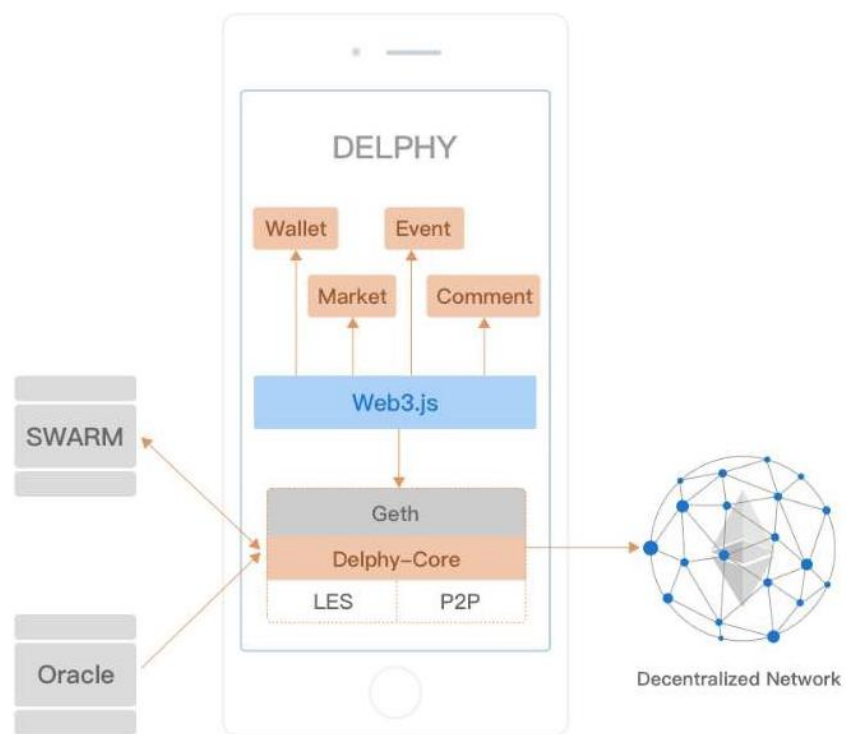 DELPHY
Wallet
Event
Market
Comment
Web3.js
SWARM
Geth
Delphy-Core
LES
P2P
Oracle
Decentralized Network